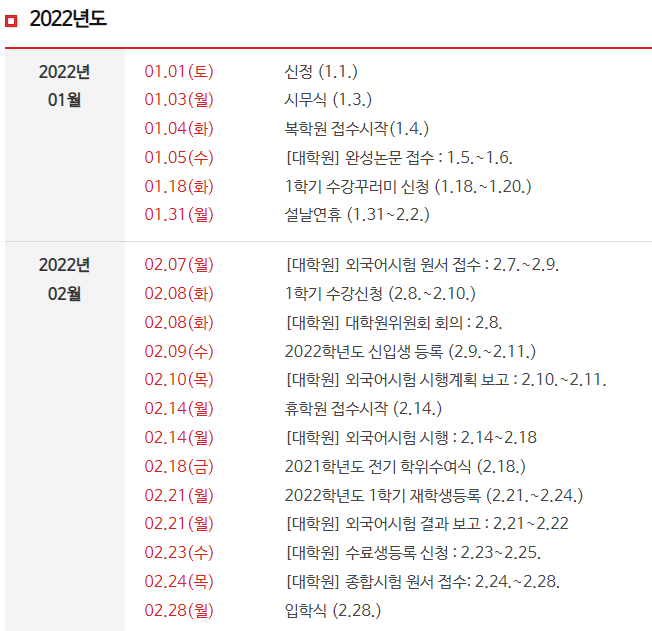 2022년도
2022년
01월
01.01(토) 신정 (1.1.)
01.03(월) 시무식 (1.3.)
01.04(화) 복학원 접수시작(1.4.)
01.05(수) [대학원] 완성논문 접수 : 1.5.~1.6.
01.18(화) 1학기 수강꾸러미 신청 (1.18.~1.20.)
01.31(월) 설날연휴 (1.31~2.2.)
2022년
02월
02.07(월) [대학원] 외국어시험 원서 접수 : 2.7.~2.9.
02.08(화) 1학기 수강신청 (2.8.~2.10.)
02.08(화) [대학원] 대학원위원회 회의 : 2.8.
02.09(수) 2022학년도 신입생 등록 (2.9.~2.11.)
02.10(목) [대학원] 외국어시험 시행계획 보고 : 2.10.~2.11.
02.14(월) 휴학원 접수시작 (2.14.)
02.14(월) [대학원] 외국어시험 시행 : 2.14~2.18
02.18(금) 2021학년도 전기 학위수여식 (2.18.)
02.21(월) 2022학년도 1학기 재학생등록 (2.21.~2.24.)
02.21(월) [대학원] 외국어시험 결과 보고 : 2.21~2.22
02.23(수) [대학원] 수료생등록 신청 : 2.23~2.25.
02.24(목) [대학원] 종합시험 원서 접수: 2.24.~2.28.
02.28(월) 입학식 (2.28.)